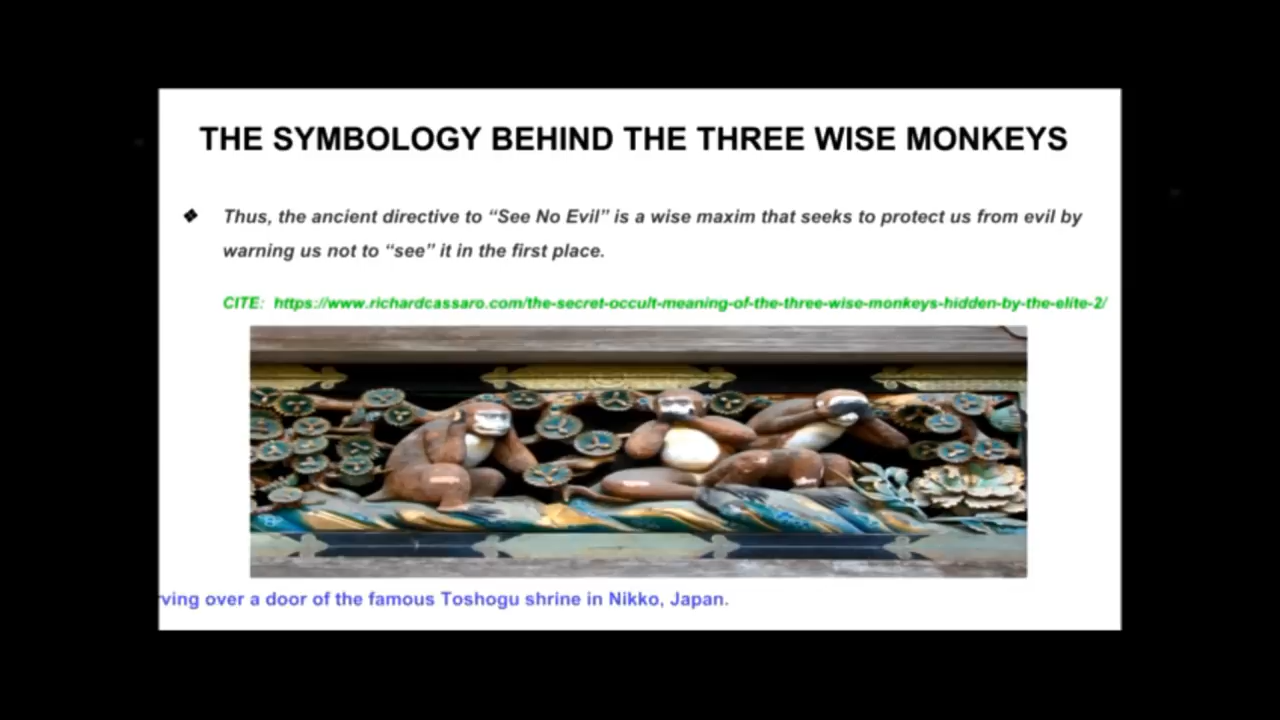 THE SYMBOLOGY BEHIND THE THREE WISE MONKEYS
❖ Thus, the ancient directive to “See No Evil” is a wise maxim that seeks to protect us from evil by
warning us not to “see” it in the first place.
CITE: https://www.richardcassaro.com/the-secret-occult-meaning-of-the-three-wise-monkeys-hidden-by-the-elite-2/
ving over a door of the famous Toshogu shrine in Nikko, Japan.